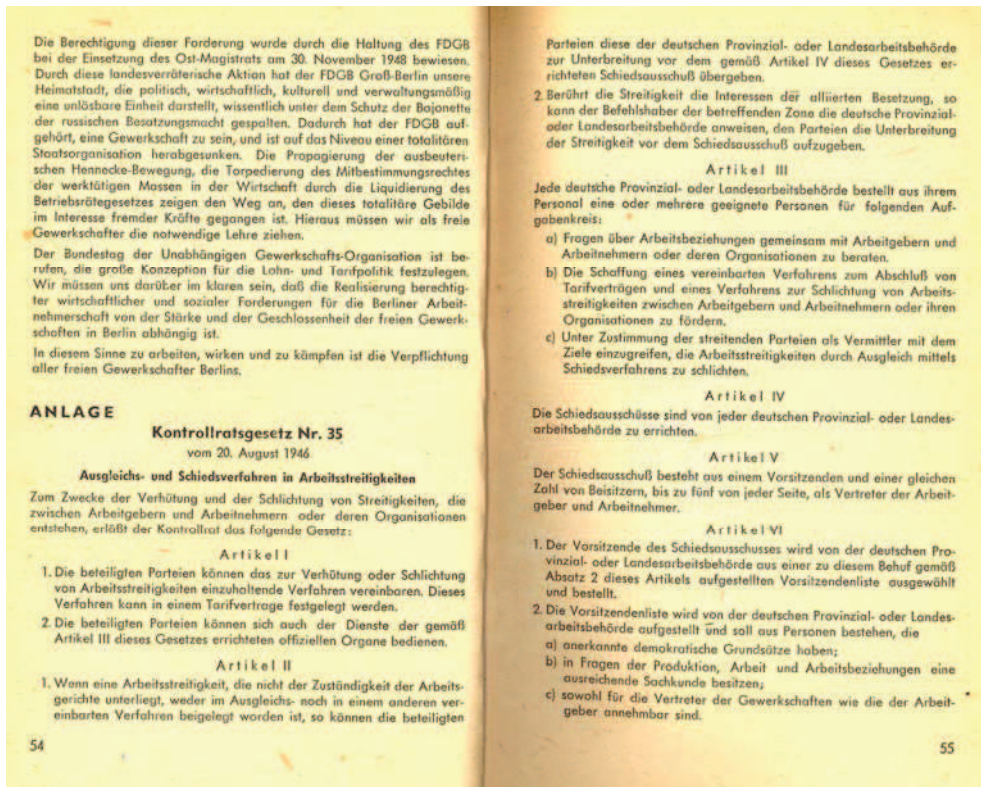 Die Berechtigung dieser Forderung wurde durch die Haltung des FDGB
bei der Einsetzung des Ost-Magistrats am 30. November 1948 bewiesen.
Durch diese landesverräterische Aktion hat der FDGB Groß-Berlin unsere
Heimatstadt, die politisch, wirtschaftlich, kulturell und verwaltungsmäßig
eine unlösbare Einheit darstellt, wissentlich unter dem Schutz der Bajonette
der russischen Besatzungsmacht gespalten. Dadurch hat der FDGB auf-
gehört, eine Gewerkschaft zu sein, und ist auf das Niveau einer totalitären
Staatsorganisation herabgesunken. Die Propagierung der ausbeuteri-
schen Hennecke-Bewegung, die Torpedierung des Mitbestimmungsrechtes
der werktätigen Massen in der Wirtschaft durch die Liquidierung des
Betriebsrätegesetzes zeigen den Weg an, den dieses totalitäre Gebilde
im Interesse fremder Kräfte gegangen ist. Hieraus müssen wir als freie
Gewerkschafter die notwendige Lehre ziehen.
Der Bundestag der Unabhängigen Gewerkschafts-Organisation ist be-
rufen, die große Konzeption für die Lohn- und Tarifpolitik festzulegen.
Wir müssen uns darüber im klaren sein, daß die Realisierung berechtig-
ter wirtschaftlicher und sozialer Forderungen für die Berliner Arbeit-
nehmerschaft von der Stärke und der Geschlossenheit der freien Gewerk-
schaften in Berlin abhängig ist.
In diesem Sinne zu arbeiten, wirken und zu kämpfen ist die Verpflichtung
aller freien Gewerkschafter Berlins.
ANLAGE
Kontrollratsgesetz Nr. 35
vom 20. August 1946
Ausgleichs- und Schiedsverfahren in Arbeitsstreitigkeiten
Zum Zwecke der Verhütung und der Schlichtung von Streitigkeiten, die
zwischen Arbeitgebern und Arbeitnehmern oder deren Organisationen
entstehen, erläßt der Kontrollrat das folgende Gesetz:
Artikel I
1. Die beteiligten Parteien können das zur Verhütung oder Schlichtung
von Arbeitsstreitigkeiten einzuhaltende Verfahren vereinbaren. Dieses
Verfahren kann in einem Tarifvertrage festgelegt werden.
2. Die beteiligten Parteien können sich auch der Dienste der gemäß
Artikel III dieses Gesetzes errichteten offiziellen Organe bedienen.
Artikel II
1. Wenn eine Arbeitsstreitigkeit, die nicht der Zuständigkeit der Arbeits-
gerichte unterliegt, weder im Ausgleichs- noch in einem anderen ver-
einbarten Verfahren beigelegt worden ist, so können die beteiligten
54
Parteien diese der deutschen Provinzial- oder Landesarbeitsbehörde
zur Unterbreitung vor dem gemäß Artikel IV dieses Gesetzes er-
richteten Schiedsausschuß übergeben.
2. Berührt die Streitigkeit die Interessen der alliierten Besetzung, so
kann der Befehlshaber der betreffenden Zone die deutsche Provinzial-
oder Landesarbeitsbehörde anweisen, den Parteien die Unterbreitung
der Streitigkeit vor dem Schiedsausschuß aufzugeben.
Artikel III
Jede deutsche Provinzial- oder Landesarbeitsbehörde bestellt aus ihrem
Personal eine oder mehrere geeignete Personen für folgenden Auf-
gabenkreis:
a) Fragen über Arbeitsbeziehungen gemeinsam mit Arbeitgebern und
Arbeitnehmern oder deren Organisationen zu beraten.
b) Die Schaffung eines vereinbarten Verfahrens zum Abschluß von
Tarifverträgen und eines Verfahrens zur Schlichtung von Arbeits-
streitigkeiten zwischen Arbeitgebern und Arbeitnehmern oder ihren
Organisationen zu fördern.
c) Unter Zustimmung der streitenden Parteien als Vermittler mit dem
Ziele einzugreifen, die Arbeitsstreitigkeiten durch Ausgleich mittels
Schiedsverfahrens zu schlichten.
Artikel IV
Die Schiedsausschüsse sind von jeder deutschen Provinzial- oder Landes-
arbeitsbehörde zu errichten.
Artikel V
Der Schiedsausschuß besteht aus einem Vorsitzenden und einer gleichen
Zahl von Beisitzern, bis zu fünf von jeder Seite, als Vertreter der Arbeit-
geber und Arbeitnehmer.
Artikel VI
1. Der Vorsitzende des Schiedsausschusses wird von der deutschen Pro-
vinzial- oder Landesarbeitsbehörde aus einer zu diesem Behuf gemäß
Absatz 2 dieses Artikels aufgestellten Vorsitzendenliste ausgewählt
und bestellt.
2. Die Vorsitzendenliste wird von der deutschen Provinzial- oder Landes-
arbeitsbehörde aufgestellt und soll aus Personen bestehen, die
a) anerkannte demokratische Grundsätze haben;
b) in Fragen der Produktion, Arbeit und Arbeitsbeziehungen eine
ausreichende Sachkunde besitzen;
c) sowohl für die Vertreter der Gewerkschaften wie die der Arbeit-
geber annehmbar sind.
55